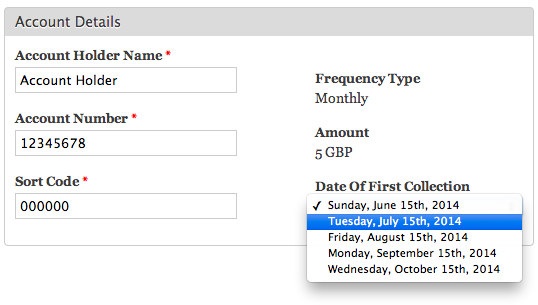 Account Details
Account Holder Name *
Account Holder
Account Number *
12345678
Sort Code *
000000
Frequency Type
Monthly
Amount
5 GBP
Date Of First Collection
✓ Sunday, June 15th, 2014
Tuesday, July 15th, 2014
Friday, August 15th, 2014
Monday, September 15th, 2014
Wednesday, October 15th, 2014